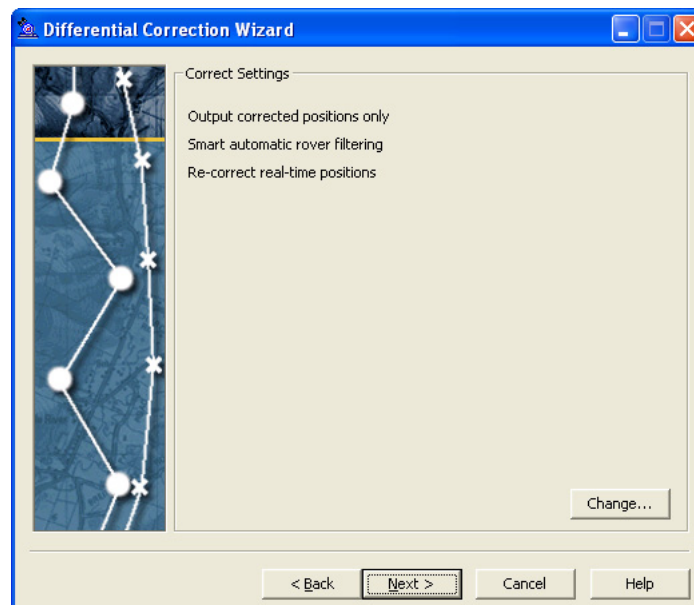 Differential Correction Wizard
Correct Settings
Output corrected positions only
Smart automatic rover filtering
Re-correct real-time positions
Change...
< Back
Next >
Cancel
Help